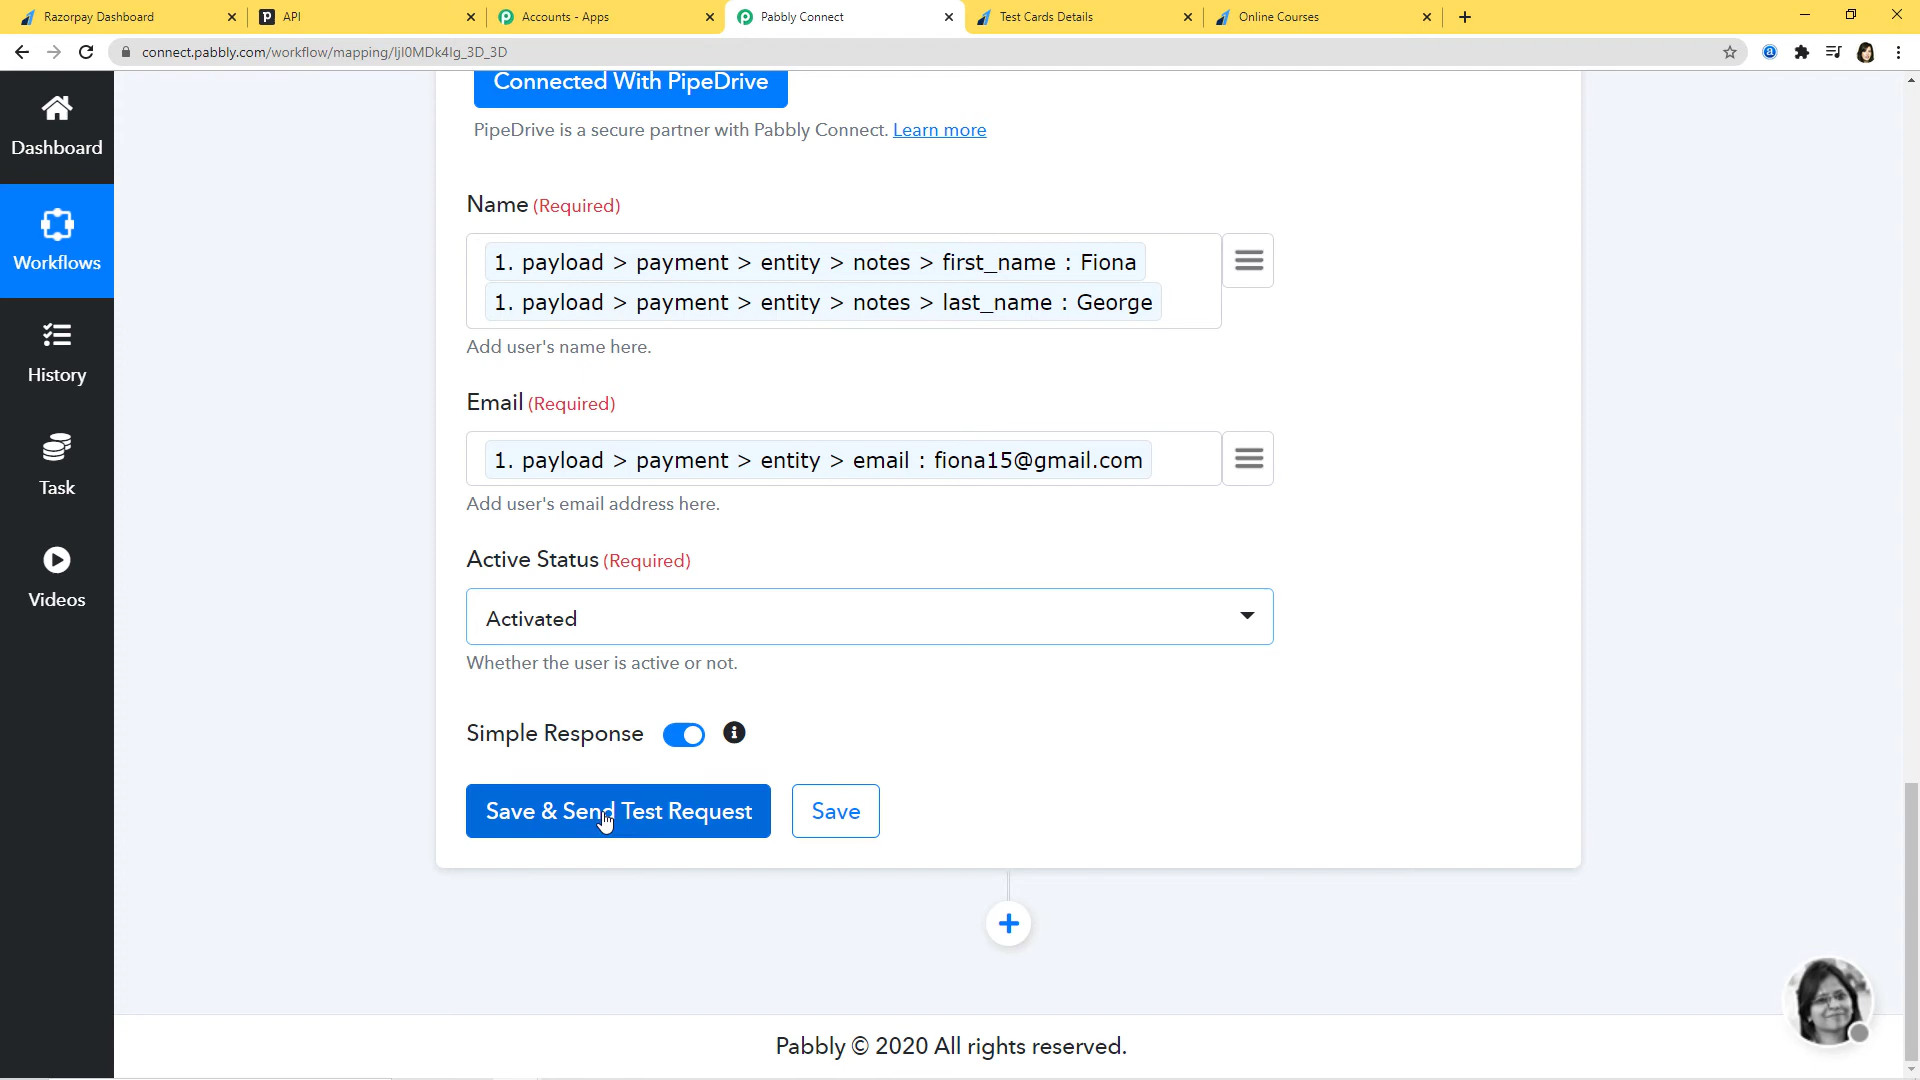 Razorpay Dashboard
API
Accounts - Apps
Pabbly Connect
Test Cards Details
Online Courses
connect.pabbly.com/workflow/mapping/IjI0MDk4Ig_3D_3D
Connected With PipeDrive
PipeDrive is a secure partner with Pabbly Connect. Learn more
Dashboard
Workflows
History
Task
Videos
Name (Required)
1. payload > payment > entity > notes > first_name : Fiona
1. payload > payment > entity > notes > last_name : George
Add user's name here.
Email (Required)
1. payload > payment > entity > email : fiona15@gmail.com
Add user's email address here.
Active Status (Required)
Activated
Whether the user is active or not.
Simple Response
Save & Send Test Request
Save
Pabbly © 2020 All rights reserved.